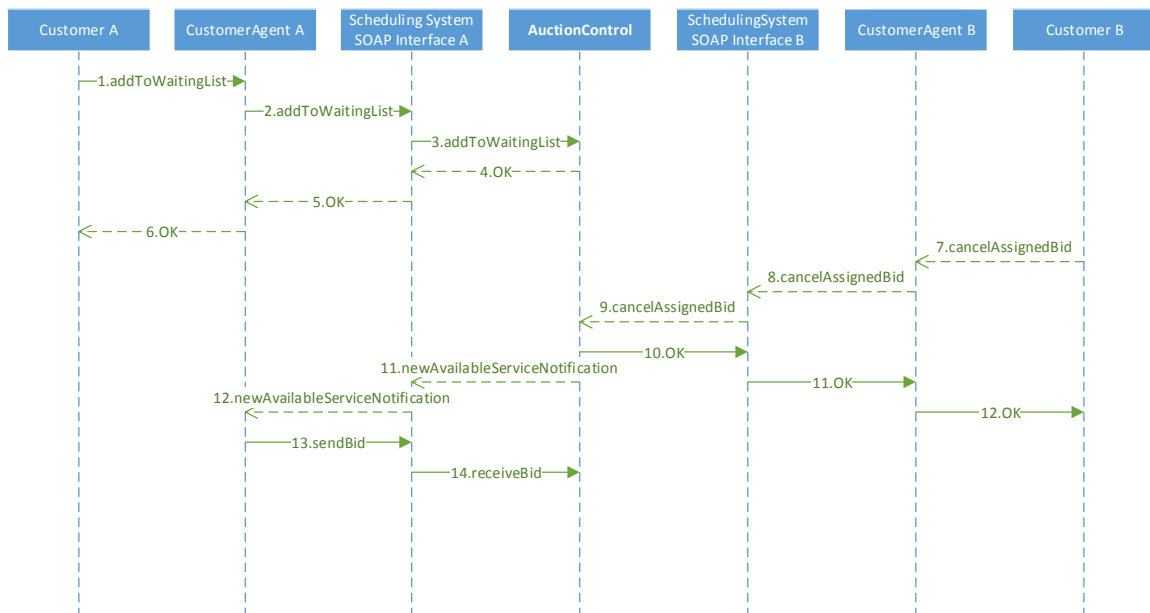 Customer A
CustomerAgent A
Scheduling System
SOAP Interface A
AuctionControl
SchedulingSystem
SOAP Interface B
CustomerAgent B
Customer B
1.addToWaitingList
2.addToWaitingList
3.addToWaitingList
4.OK
5.OK
6.OK
7.cancelAssignedBid
8.cancelAssignedBid
9.cancelAssignedBid
10.OK
11.newAvailableServiceNotification
11.OK
12.newAvailableServiceNotification
12.OK
13.sendBid
14.receiveBid